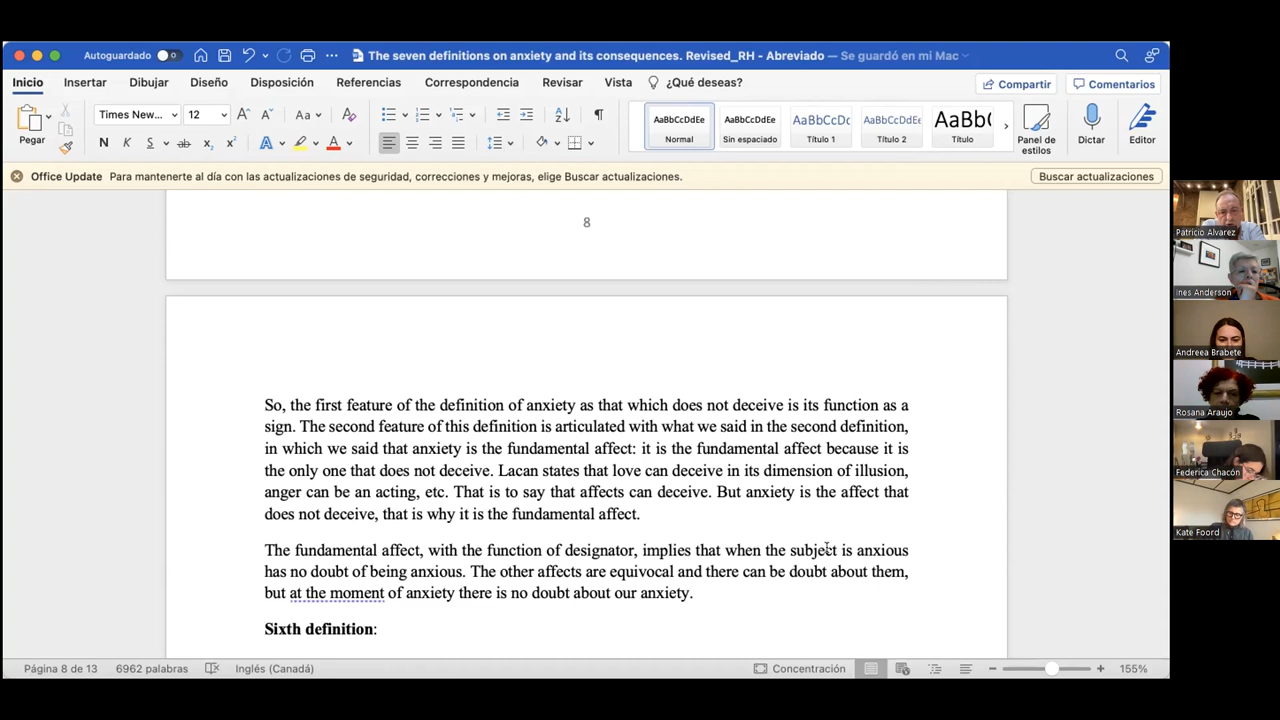 Autoguardado
The seven definitions on anxiety and its consequences. Revised_RH - Abreviado — Se guardó en mi Mac
Inicio Insertar Dibujar Diseño Disposición Referencias Correspondencia Revisar Vista ¿Qué deseas? Compartir Comentarios
Pegar
Times New... 12
N K S ab x₂ x²
AaBbCcDdEe Normal
AaBbCcDdEe Sin espaciado
AaBbCcDc Título 1
AaBbCcDdEe Título 2
AaBb( Título
Panel de estilos
Dictar
Editor
Office Update Para mantenerte al día con las actualizaciones de seguridad, correcciones y mejoras, elige Buscar actualizaciones. Buscar actualizaciones
8
So, the first feature of the definition of anxiety as that which does not deceive is its function as a
sign. The second feature of this definition is articulated with what we said in the second definition,
in which we said that anxiety is the fundamental affect: it is the fundamental affect because it is
the only one that does not deceive. Lacan states that love can deceive in its dimension of illusion,
anger can be an acting, etc. That is to say that affects can deceive. But anxiety is the affect that
does not deceive, that is why it is the fundamental affect.
The fundamental affect, with the function of designator, implies that when the subject is anxious
has no doubt of being anxious. The other affects are equivocal and there can be doubt about them,
but at the moment of anxiety there is no doubt about our anxiety.
Sixth definition:
Página 8 de 13 6962 palabras Inglés (Canadá) Concentración 155%
Patricio Alvarez
Ines Anderson
Andreea Brabete
Rosana Araujo
Federica Chacón
Kate Foord